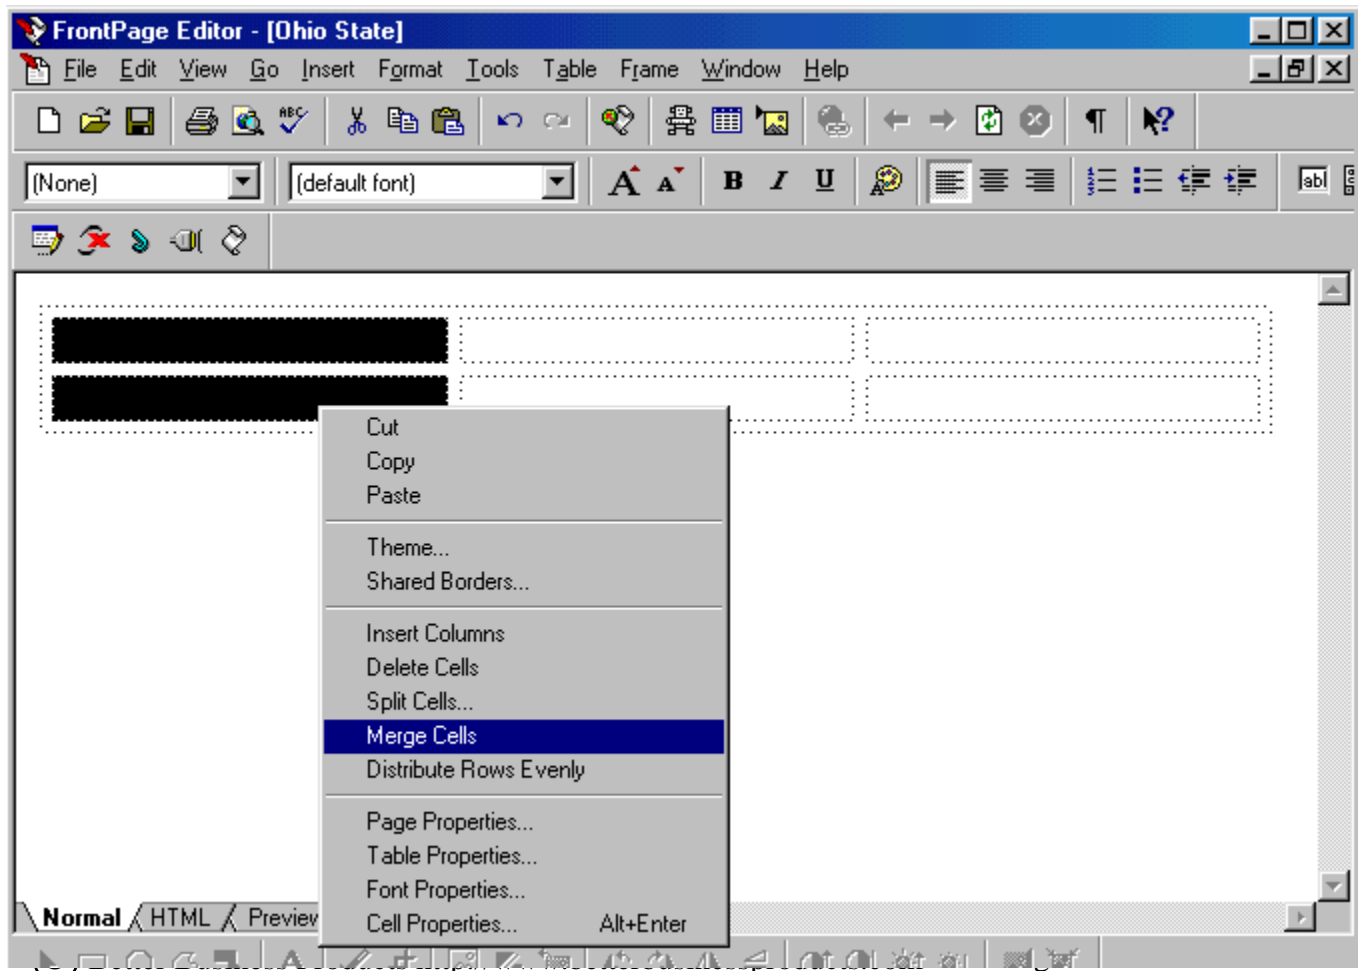 FrontPage Editor - [Ohio State]
File Edit View Go Insert Format Tools Table Frame Window Help
ABC
(None) (default font) A A B I U abl
Cut
Copy
Paste
Theme...
Shared Borders...
Insert Columns
Delete Cells
Split Cells...
Merge Cells
Distribute Rows Evenly
Page Properties...
Table Properties...
Font Properties...
Cell Properties... Alt+Enter
Normal HTML Preview